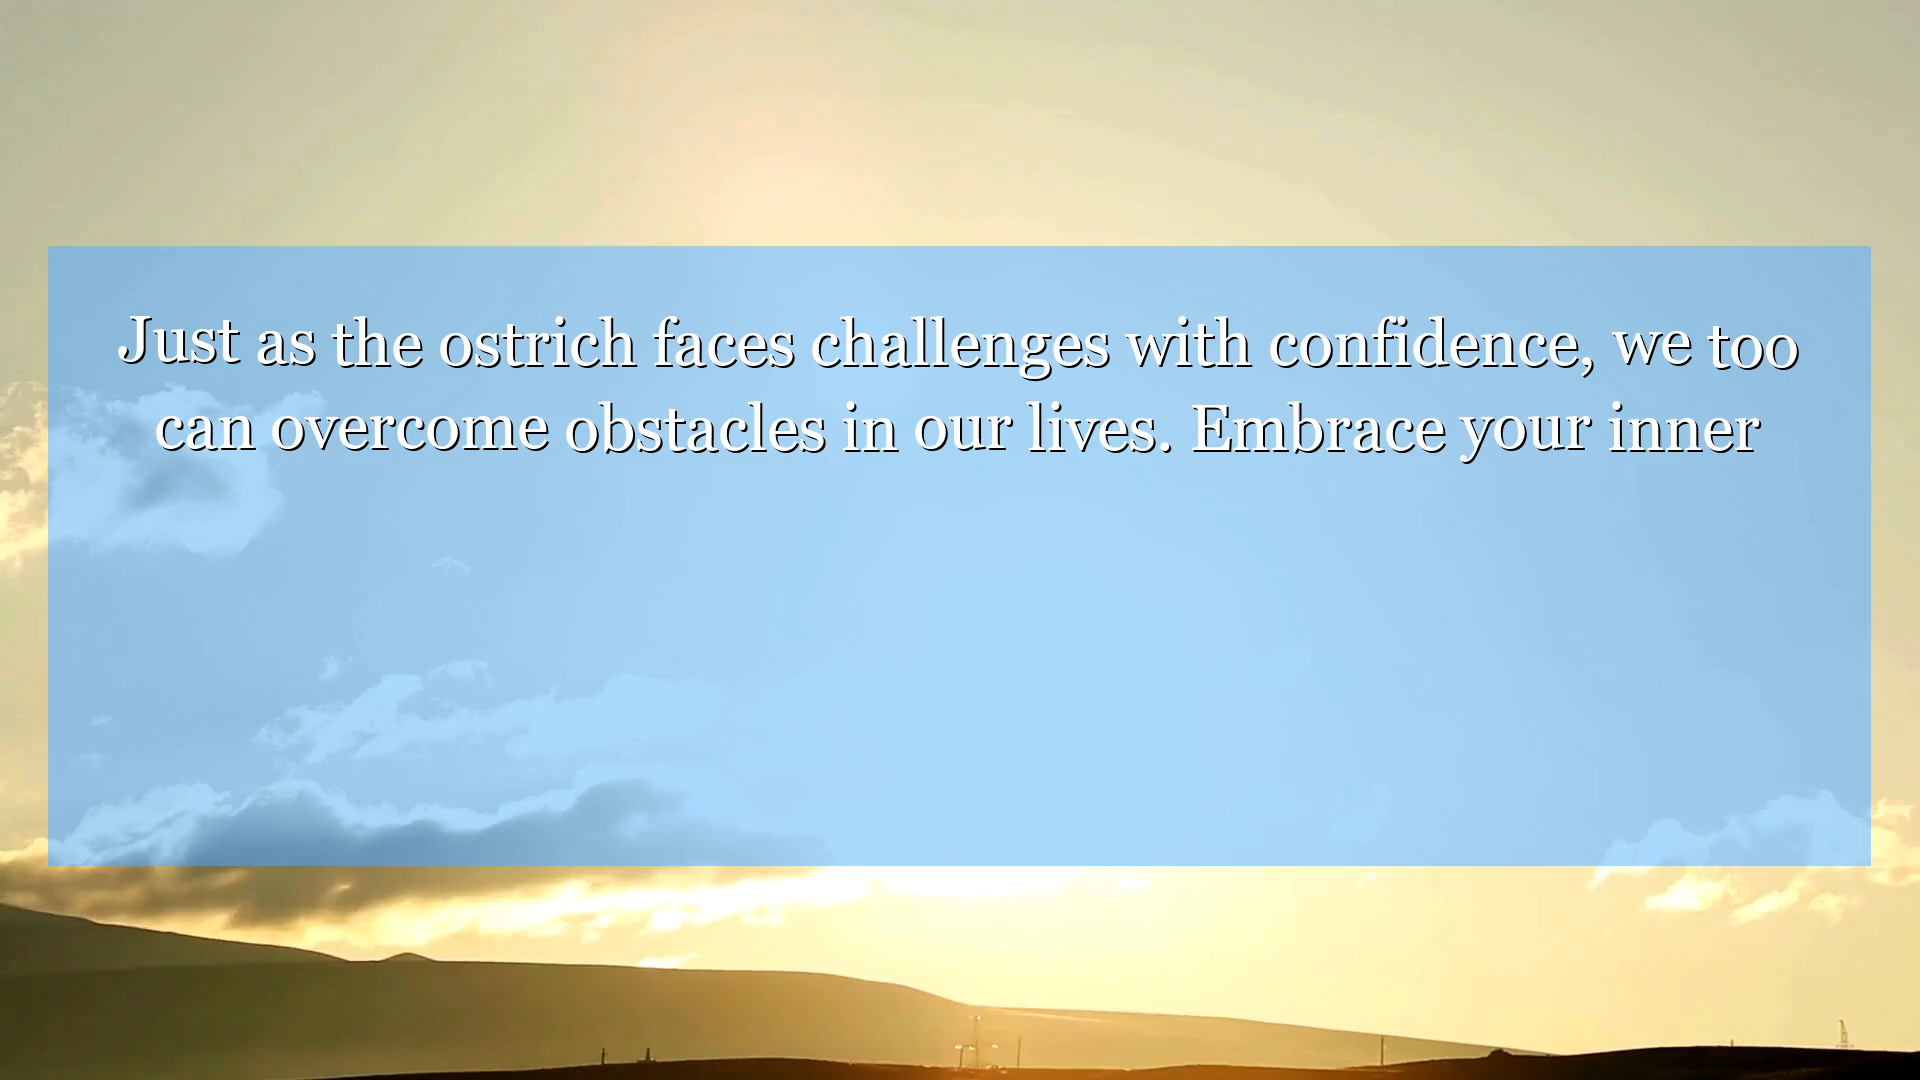 Just as the ostrich faces challenges with confidence, we too
can overcome obstacles in our lives. Embrace your inner